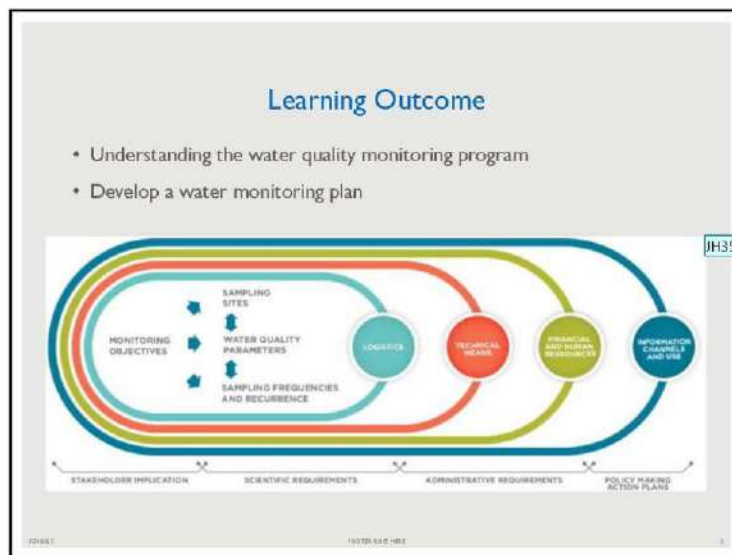 Learning Outcome
• Understanding the water quality monitoring program
• Develop a water monitoring plan
JH35
SAMPLING
SITES
MONITORING
OBJECTIVES
WATER QUALITY
PARAMETERS
SAMPLING FREQUENCIES
AND RECURRENCE
LOGISTICS
TECHNICAL
MEANS
FINANCIAL
AND HUMAN
RESSOURCES
INFORMATION
CHANNELS
AND USE
STAKEHOLDER IMPLICATION
SCIENTIFIC REQUIREMENTS
ADMINISTRATIVE REQUIREMENTS
POLICY MAKING
ACTION PLANS